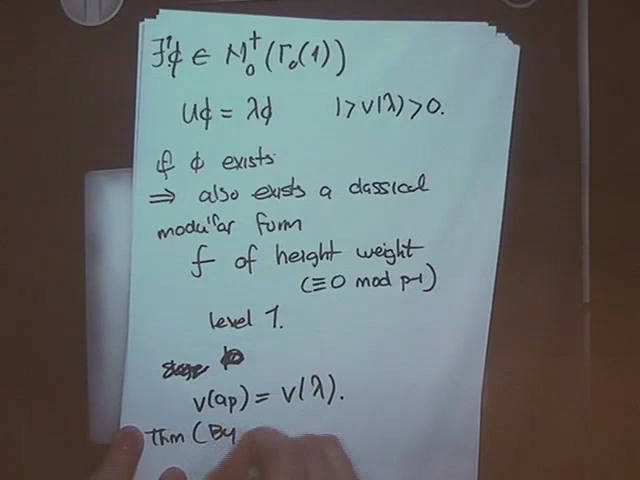 ∃?ϕ ∈ M₀†(Γ₀(1))
Uϕ = λϕ 1 > v(λ) > 0.
if ϕ exists
⇒ also exists a classical
modular form
f of height weight
(≡ 0 mod p-1)
level 1.
v(ap) = v(λ).
Thm (By